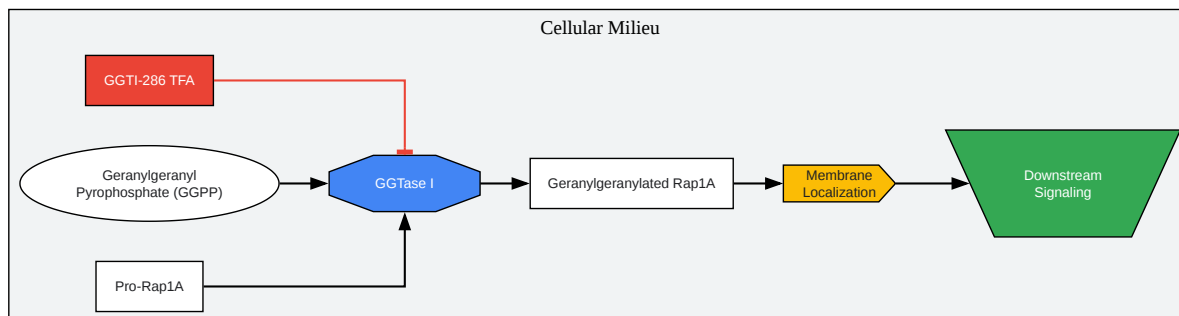 Cellular Milieu
GGTI-286 TFA
Geranylgeranyl
Pyrophosphate (GGPP)
GGTase I
Geranylgeranylated Rap1A
Membrane
Localization
Downstream
Signaling
Pro-Rap1A